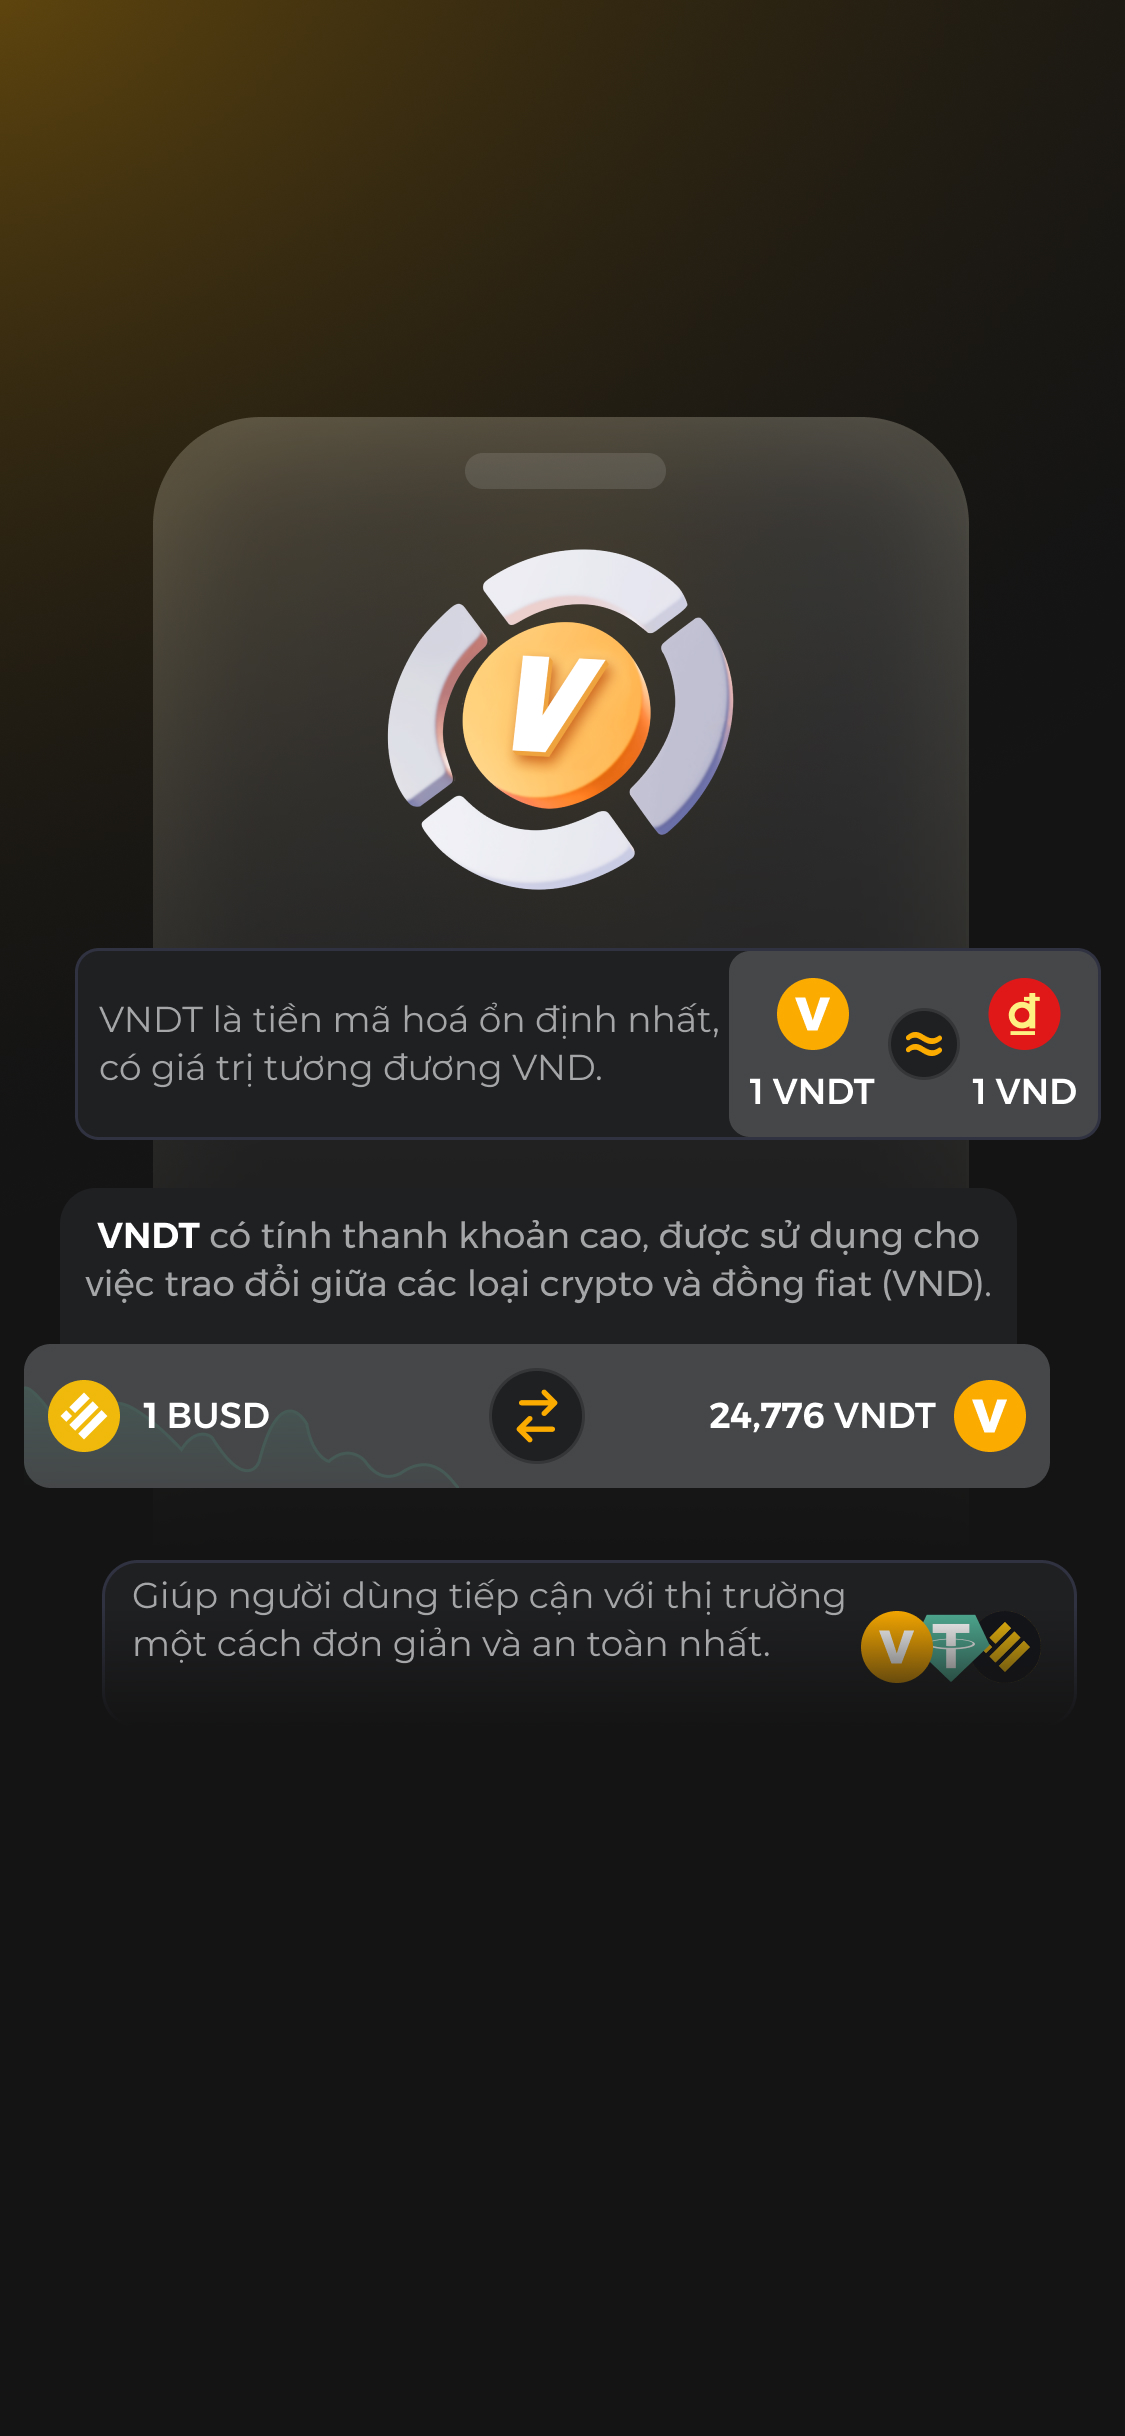 V
VNDT là tiền mã hoá ổn định nhất,
có giá trị tương đương VND.
V
₫
≈
1 VNDT
1 VND
VNDT có tính thanh khoản cao, được sử dụng cho
việc trao đổi giữa các loại crypto và đồng fiat (VND).
1 BUSD
24,776 VNDT
V
Giúp người dùng tiếp cận với thị trường
một cách đơn giản và an toàn nhất.
V
T